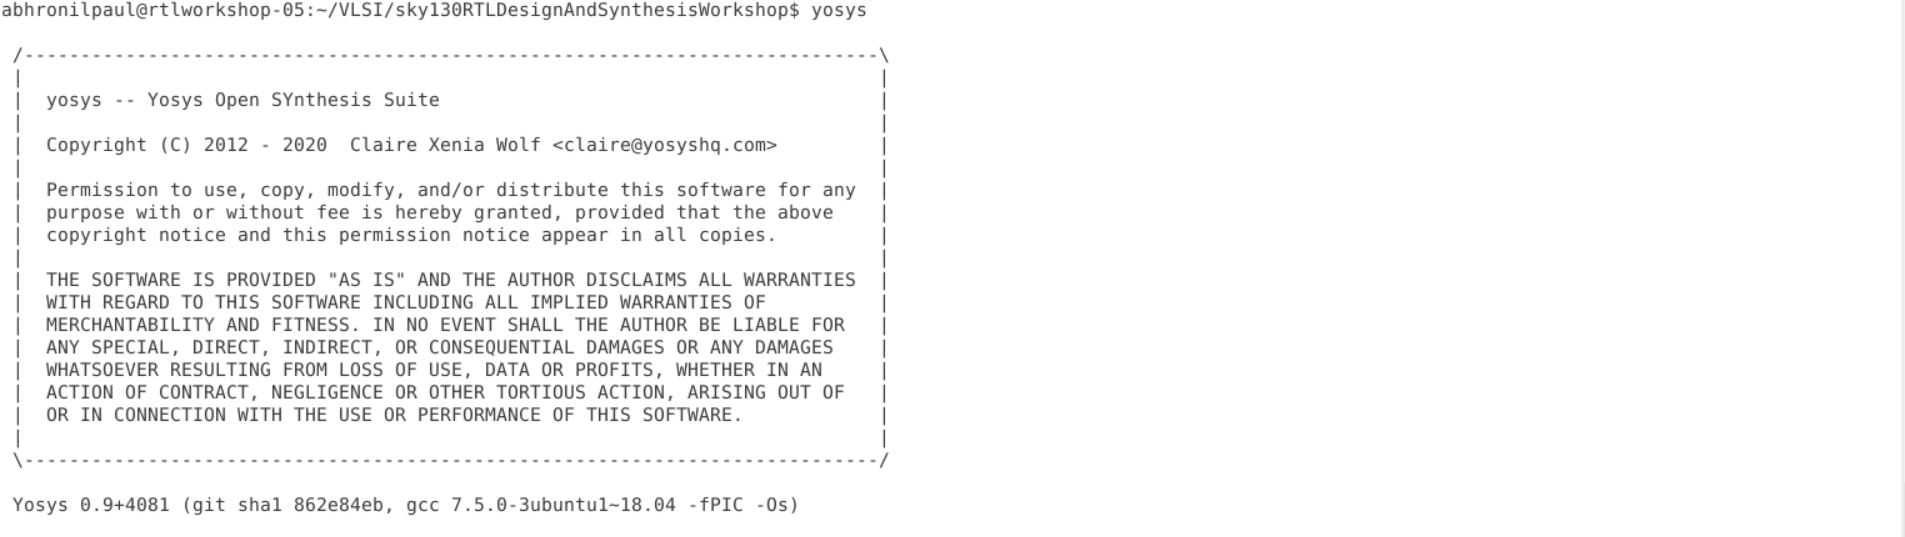 abhronilpaul@rtlworkshop-05:~/VLSI/sky130RTLDesignAndSynthesisWorkshop$ yosys
/----------------------------------------------------------------------------\
|                                                                            |
|  yosys -- Yosys Open SYnthesis Suite                                       |
|                                                                            |
|  Copyright (C) 2012 - 2020  Claire Xenia Wolf <claire@yosyshq.com>         |
|                                                                            |
|  Permission to use, copy, modify, and/or distribute this software for any  |
|  purpose with or without fee is hereby granted, provided that the above    |
|  copyright notice and this permission notice appear in all copies.         |
|                                                                            |
|  THE SOFTWARE IS PROVIDED "AS IS" AND THE AUTHOR DISCLAIMS ALL WARRANTIES  |
|  WITH REGARD TO THIS SOFTWARE INCLUDING ALL IMPLIED WARRANTIES OF          |
|  MERCHANTABILITY AND FITNESS. IN NO EVENT SHALL THE AUTHOR BE LIABLE FOR   |
|  ANY SPECIAL, DIRECT, INDIRECT, OR CONSEQUENTIAL DAMAGES OR ANY DAMAGES    |
|  WHATSOEVER RESULTING FROM LOSS OF USE, DATA OR PROFITS, WHETHER IN AN     |
|  ACTION OF CONTRACT, NEGLIGENCE OR OTHER TORTIOUS ACTION, ARISING OUT OF   |
|  OR IN CONNECTION WITH THE USE OR PERFORMANCE OF THIS SOFTWARE.            |
|                                                                            |
\----------------------------------------------------------------------------/
Yosys 0.9+4081 (git sha1 862e84eb, gcc 7.5.0-3ubuntu1~18.04 -fPIC -Os)